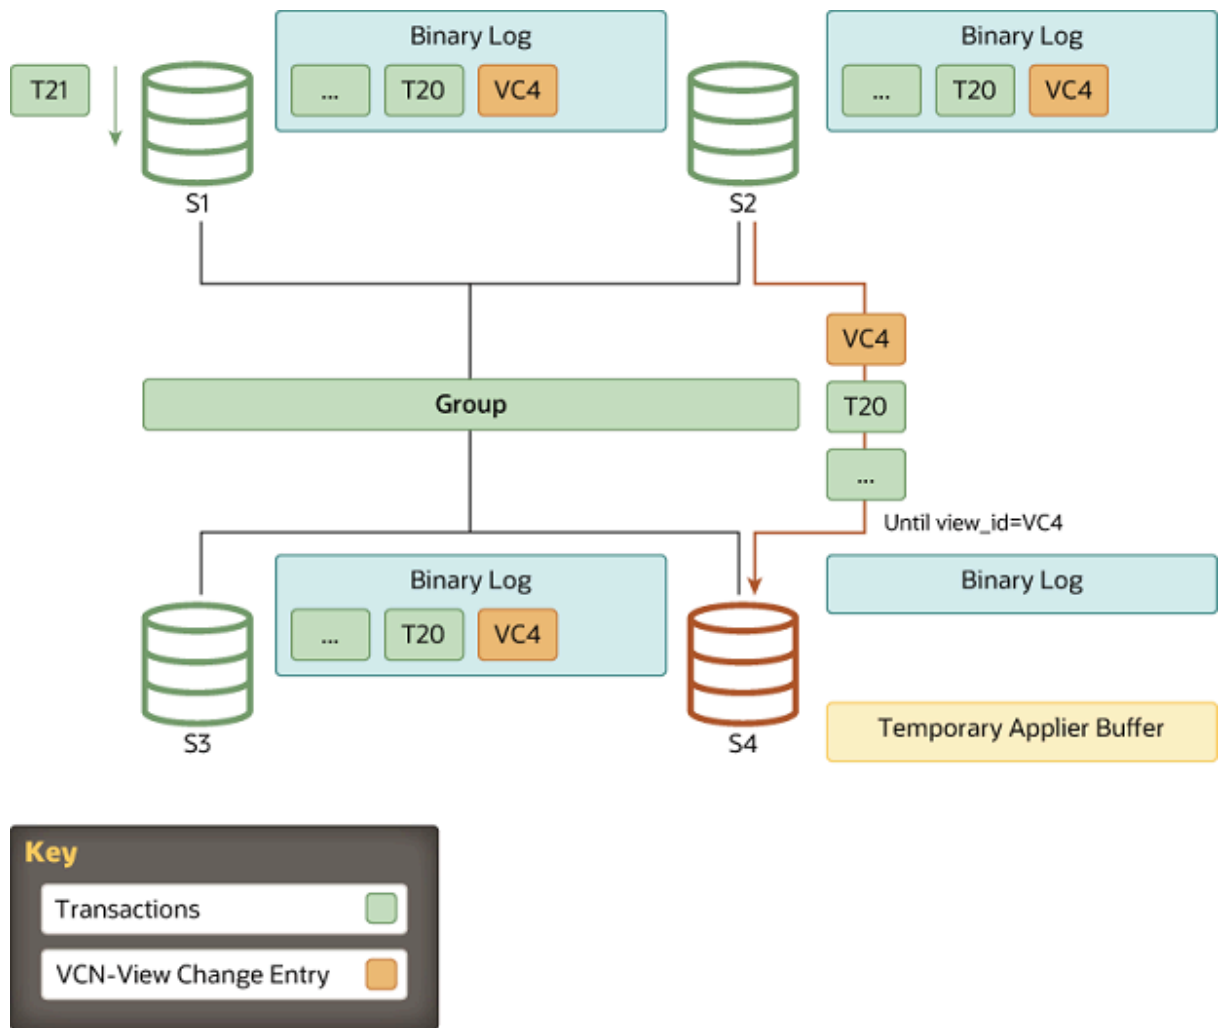 Binary Log
... T20 VC4
Binary Log
... T20 VC4
T21
S1
S2
VC4
Group
T20
...
Until view_id=VC4
Binary Log
... T20 VC4
Binary Log
S3
S4
Temporary Applier Buffer
Key
Transactions
VCN-View Change Entry